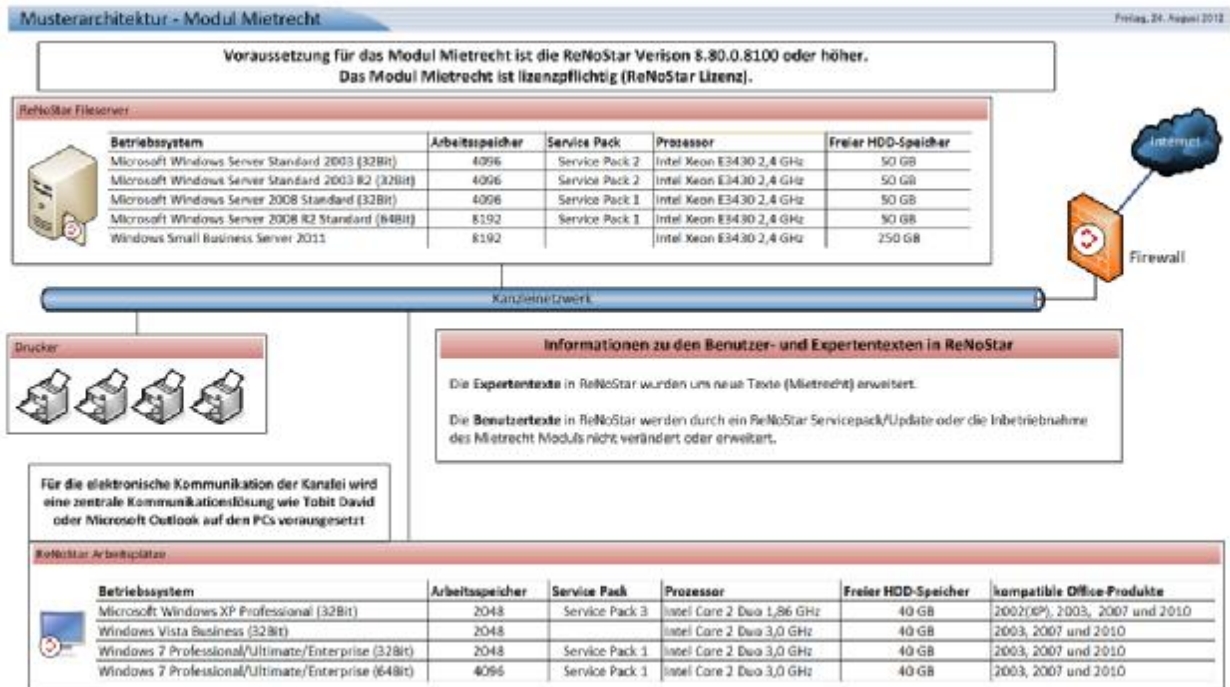 Musterarchitektur - Modul Mietrecht
Freitag, 24. August 2012
Voraussetzung für das Modul Mietrecht ist die ReNoStar Verison 8.80.0.8100 oder höher.
Das Modul Mietrecht ist lizenzpflichtig (ReNoStar Lizenz).
ReNoStar Fileserver
Betriebssystem Arbeitsspeicher Service Pack Prozessor Freier HDD-Speicher
Microsoft Windows Server Standard 2003 (32Bit) 4096 Service Pack 2 Intel Xeon E3430 2,4 GHz 50 GB
Microsoft Windows Server Standard 2003 R2 (32Bit) 4096 Service Pack 2 Intel Xeon E3430 2,4 GHz 50 GB
Microsoft Windows Server 2008 Standard (32Bit) 4096 Service Pack 1 Intel Xeon E3430 2,4 GHz 50 GB
Microsoft Windows Server 2008 R2 Standard (64Bit) 8192 Service Pack 1 Intel Xeon E3430 2,4 GHz 50 GB
Windows Small Business Server 2011 8192 Intel Xeon E3430 2,4 GHz 250 GB
Internet
Firewall
Kanzleinetzwerk
Drucker
Informationen zu den Benutzer- und Expertentexten in ReNoStar
Die Expertentexte in ReNoStar wurden um neue Texte (Mietrecht) erweitert.
Die Benutzertexte in ReNoStar werden durch ein ReNoStar Servicepack/Update oder die Inbetriebnahme
des Mietrecht Moduls nicht verändert oder erweitert.
Für die elektronische Kommunikation der Kanzlei wird
eine zentrale Kommunikationslösung wie Tobit David
oder Microsoft Outlook auf den PCs vorausgesetzt
ReNoStar Arbeitsplätze
Betriebssystem Arbeitsspeicher Service Pack Prozessor Freier HDD-Speicher kompatible Office-Produkte
Microsoft Windows XP Professional (32Bit) 2048 Service Pack 3 Intel Core 2 Duo 1,86 GHz 40 GB 2002(XP), 2003, 2007 und 2010
Windows Vista Business (32Bit) 2048 Intel Core 2 Duo 3,0 GHz 40 GB 2003, 2007 und 2010
Windows 7 Professional/Ultimate/Enterprise (32Bit) 2048 Service Pack 1 Intel Core 2 Duo 3,0 GHz 40 GB 2003, 2007 und 2010
Windows 7 Professional/Ultimate/Enterprise (64Bit) 4096 Service Pack 1 Intel Core 2 Duo 3,0 GHz 40 GB 2003, 2007 und 2010